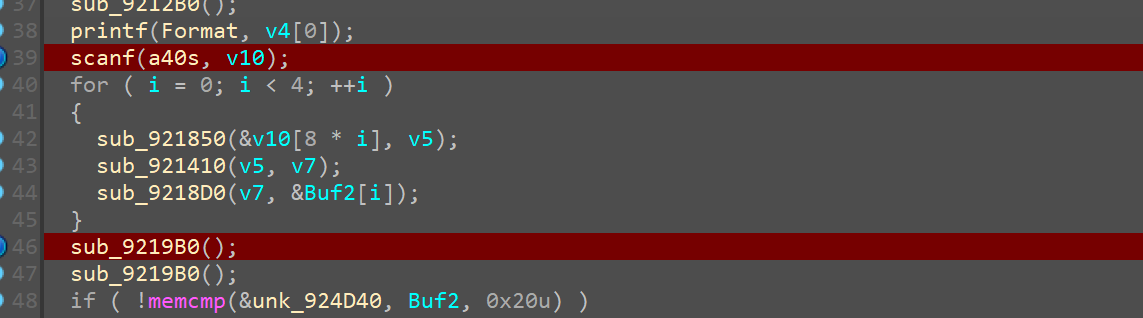 37 sub_9212B0();
38 printf(Format, v4[0]);
39 scanf(a40s, v10);
40 for ( i = 0; i < 4; ++i )
41 {
42 sub_921850(&v10[8 * i], v5);
43 sub_921410(v5, v7);
44 sub_9218D0(v7, &Buf2[i]);
45 }
46 sub_9219B0();
47 sub_9219B0();
48 if ( !memcmp(&unk_924D40, Buf2, 0x20u) )